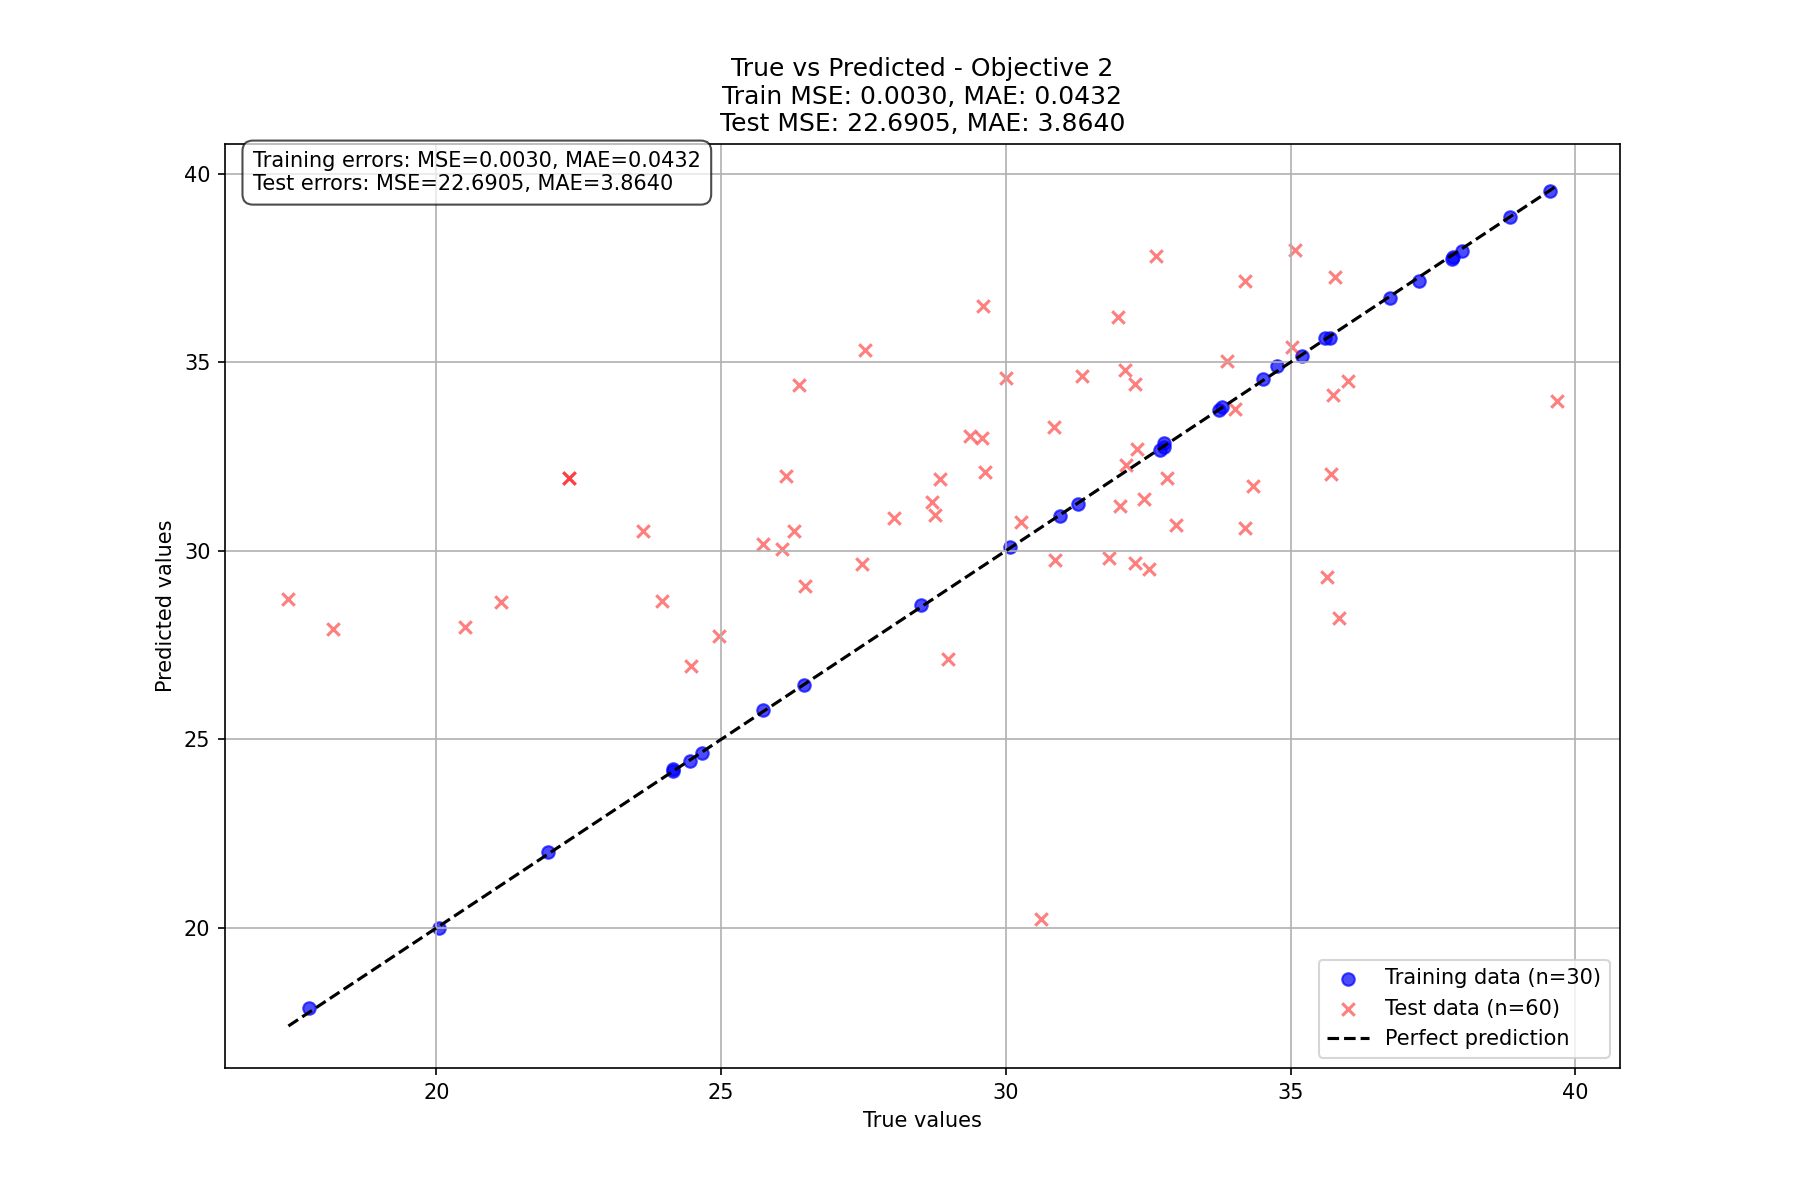 True vs Predicted - Objective 2
Train MSE: 0.0030, MAE: 0.0432
Test MSE: 22.6905, MAE: 3.8640
Training errors: MSE=0.0030, MAE=0.0432
Test errors: MSE=22.6905, MAE=3.8640
40
35
30
25
20
Predicted values
Training data (n=30)
Test data (n=60)
Perfect prediction
20
25
30
35
40
True values